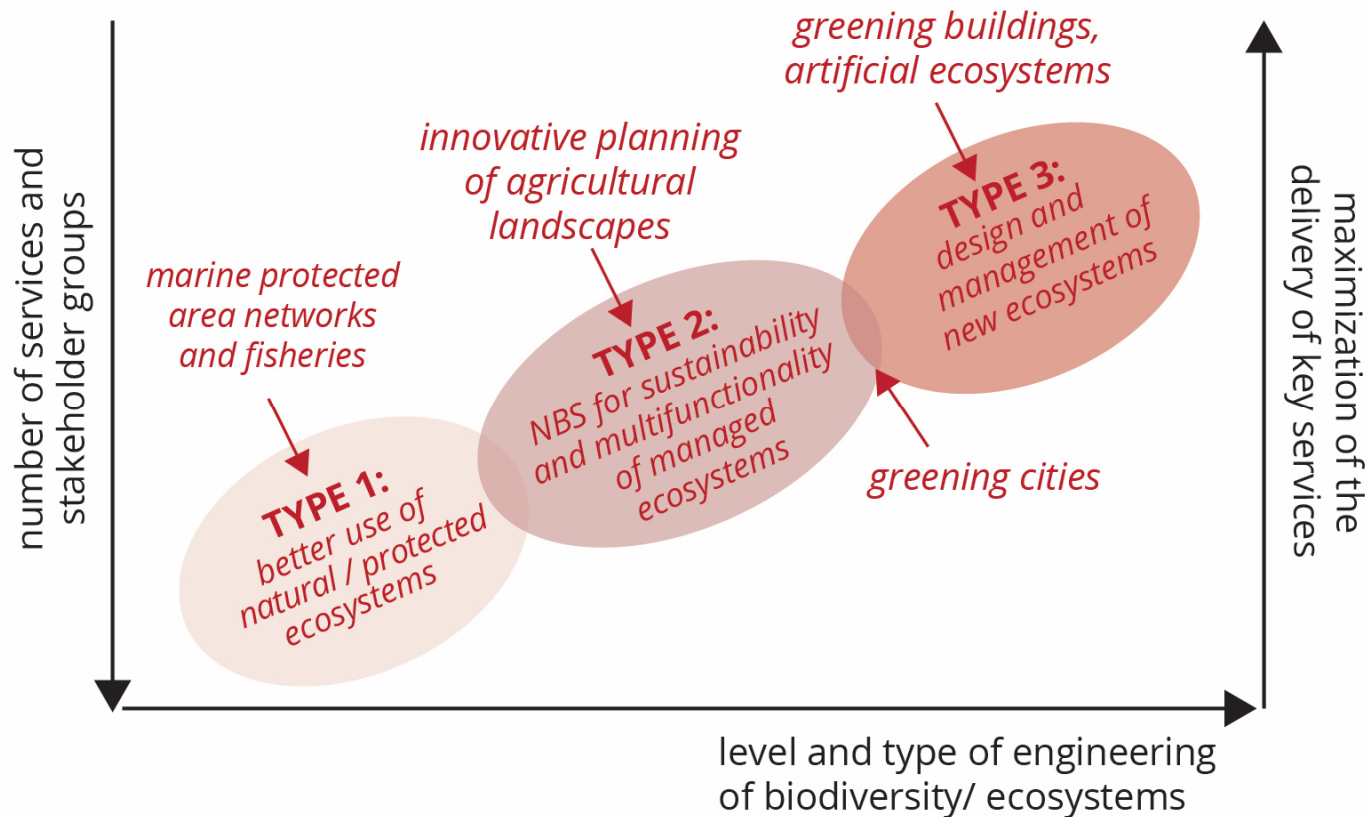 greening buildings,
artificial ecosystems
innovative planning
of agricultural
landscapes
marine protected
area networks
and fisheries
number of services and
stakeholder groups
TYPE 1:
better use of
natural / protected
ecosystems
TYPE 2:
NBS for sustainability
and multifunctionality
of managed
ecosystems
TYPE 3:
design and
management of
new ecosystems
greening cities
maximization of the
delivery of key services
level and type of engineering
of biodiversity/ ecosystems